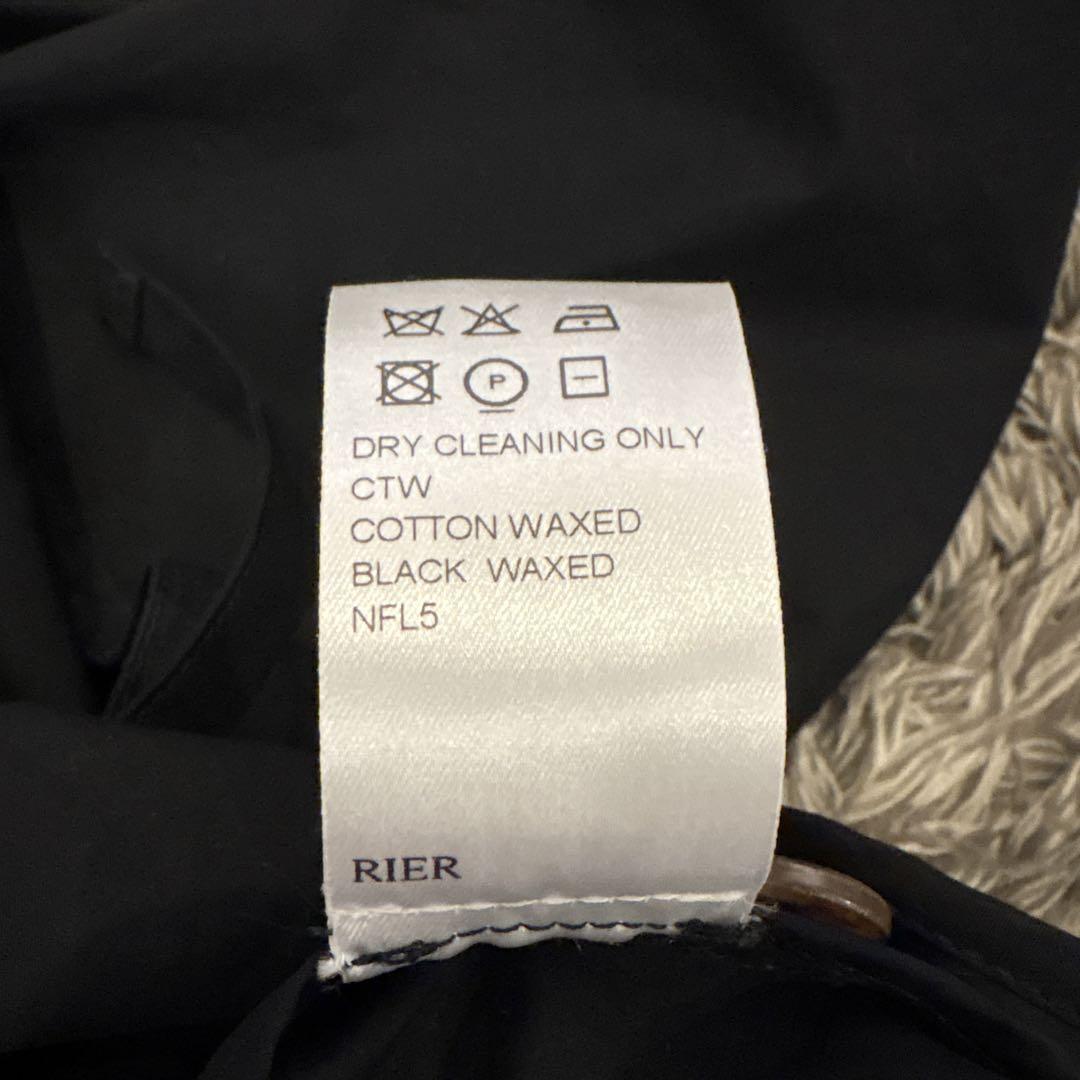 P
DRY CLEANING ONLY
CTW
COTTON WAXED
BLACK WAXED
NFL5
RIER